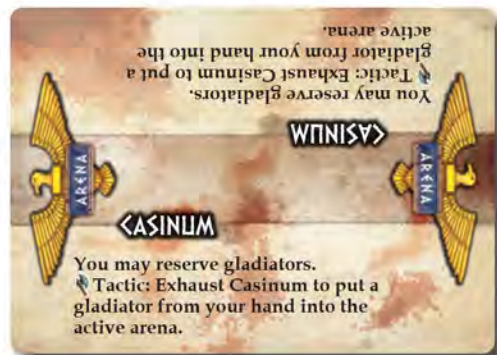 You may reserve gladiators.
Tactic: Exhaust Casinum to put a
gladiator from your hand into the
active arena.
CASINUM
ARENA
ARENA
CASINUM
You may reserve gladiators.
Tactic: Exhaust Casinum to put a
gladiator from your hand into the
active arena.